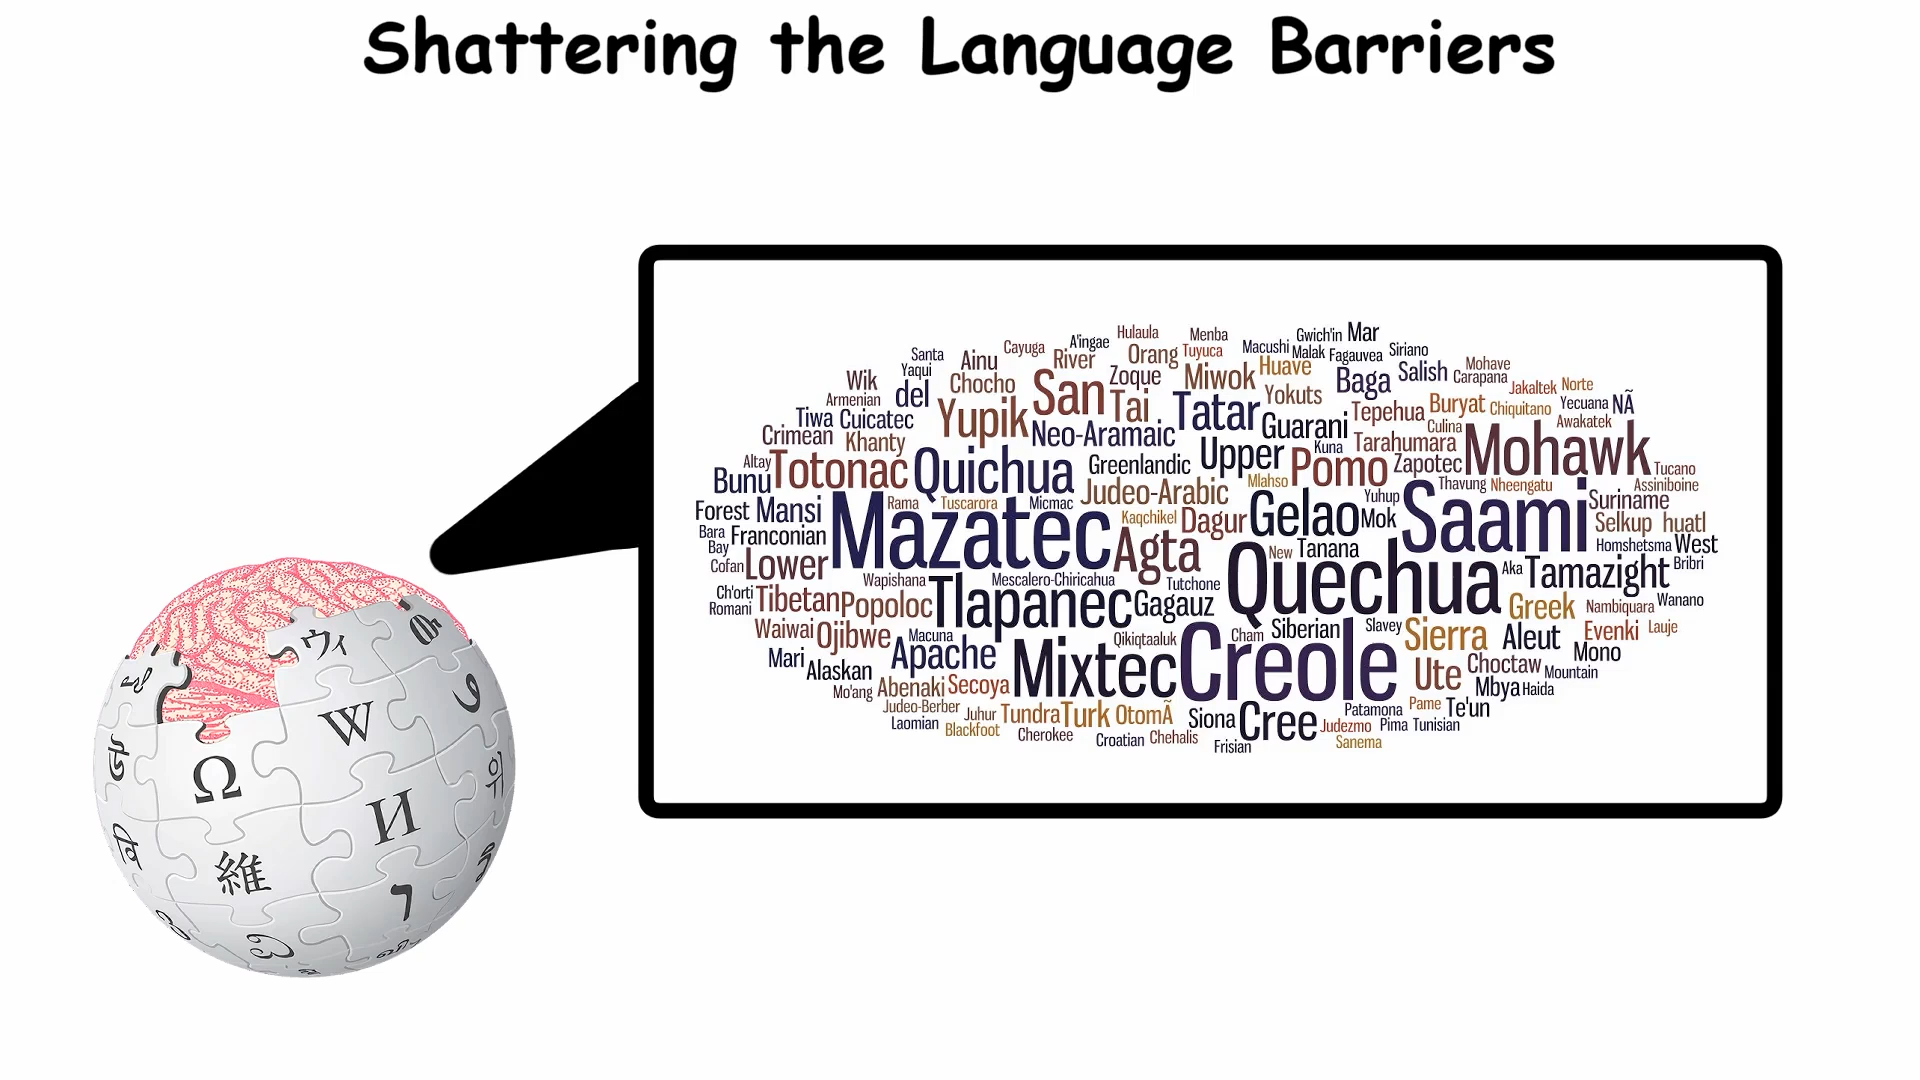 Shattering the Language Barriers
Hulaula Menba Gwich'in Mar
Santa Ainu Cayuga A'ingae River Orang Tuyuca Macushi Malak Fagauvea Siriano
Wik Yaqui Chocho San Zoque Miwok Huave Baga Salish Mohave Carapana
Armenian del Yupik Tai Tatar Yokuts Tepehua Buryat Jakaltek Norte
Tiwa Cuicatec Neo-Aramaic Guarani Culina Chiquitano Yecuana NÃ
Crimean Khanty Upper Kuna Tarahumara Mohawk Awakatek
Altay Totonac Quichua Greenlandic Pomo Zapotec Tucano
Bunu Judeo-Arabic Mlahso Yuhup Thavung Nheengatu Assiniboine
Forest Mansi Rama Tuscarora Micmac Gelao Saami Suriname
Bara Franconian Mazatec Kaqchikel Dagur Mok Selkup huatl
Bay Agta New Tanana Homshetsma West
Cofan Lower Wapishana Mescalero-Chiricahua Tutchone Quechua Aka Tamazight Bribri
Ch'orti Tibetan Popoloc Tlapanec Gagauz Greek Nambiquara Wanano
Romani Waiwai Ojibwe Macuna Qikiqtaaluk Cham Siberian Slavey Sierra Aleut Evenki Lauje
Mari Alaskan Apache Mixtec Creole Ute Choctaw Mono Mountain
Mo'ang Abenaki Secoya Mbya Haida
Judeo-Berber Juhur Tundra Turk OtomÃ Siona Cree Patamona Pame Te'un
Laomian Blackfoot Cherokee Croatian Chehalis Frisian Judezmo Pima Tunisian
Sanema
ウィ
W
Ω
И
維
ר